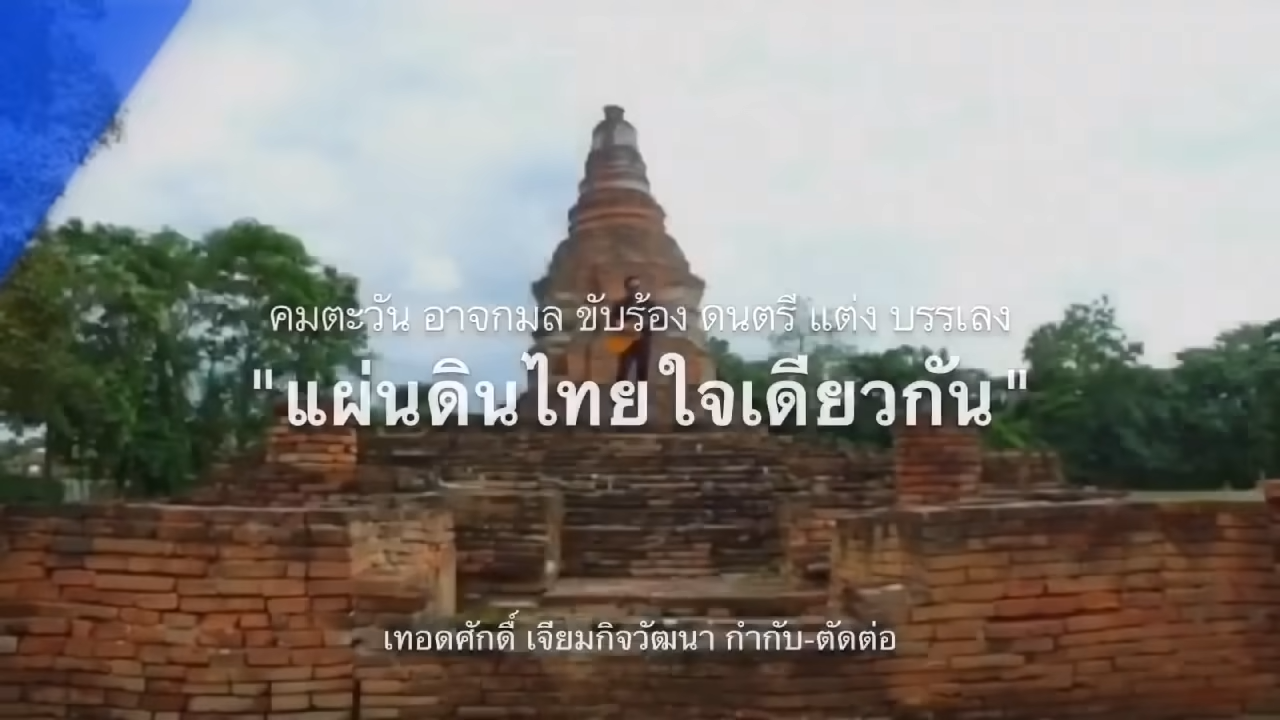 คมตะวัน อาจกมล ขับร้อง ดนตรี แต่ง บรรเลง
"แผ่นดินไทยใจเดียวกัน"
เทอดศักดิ์ เจียมกิจวัฒนา กำกับ-ตัดต่อ